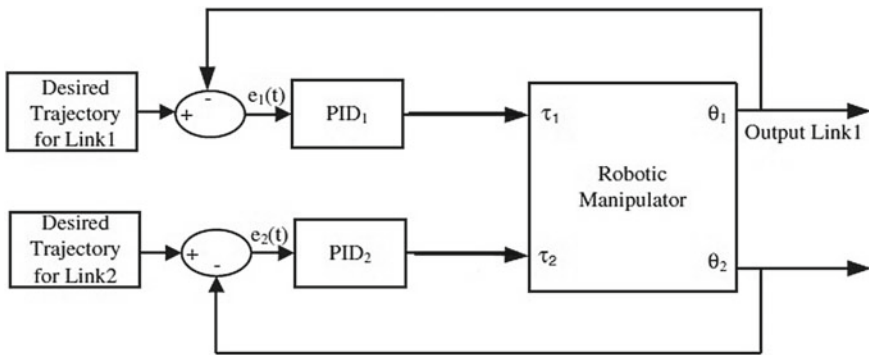 Desired
Trajectory
for Link1
+
-
e₁(t)
PID₁
τ₁
θ₁
Output Link1
Robotic
Manipulator
Desired
Trajectory
for Link2
+
-
e₂(t)
PID₂
τ₂
θ₂